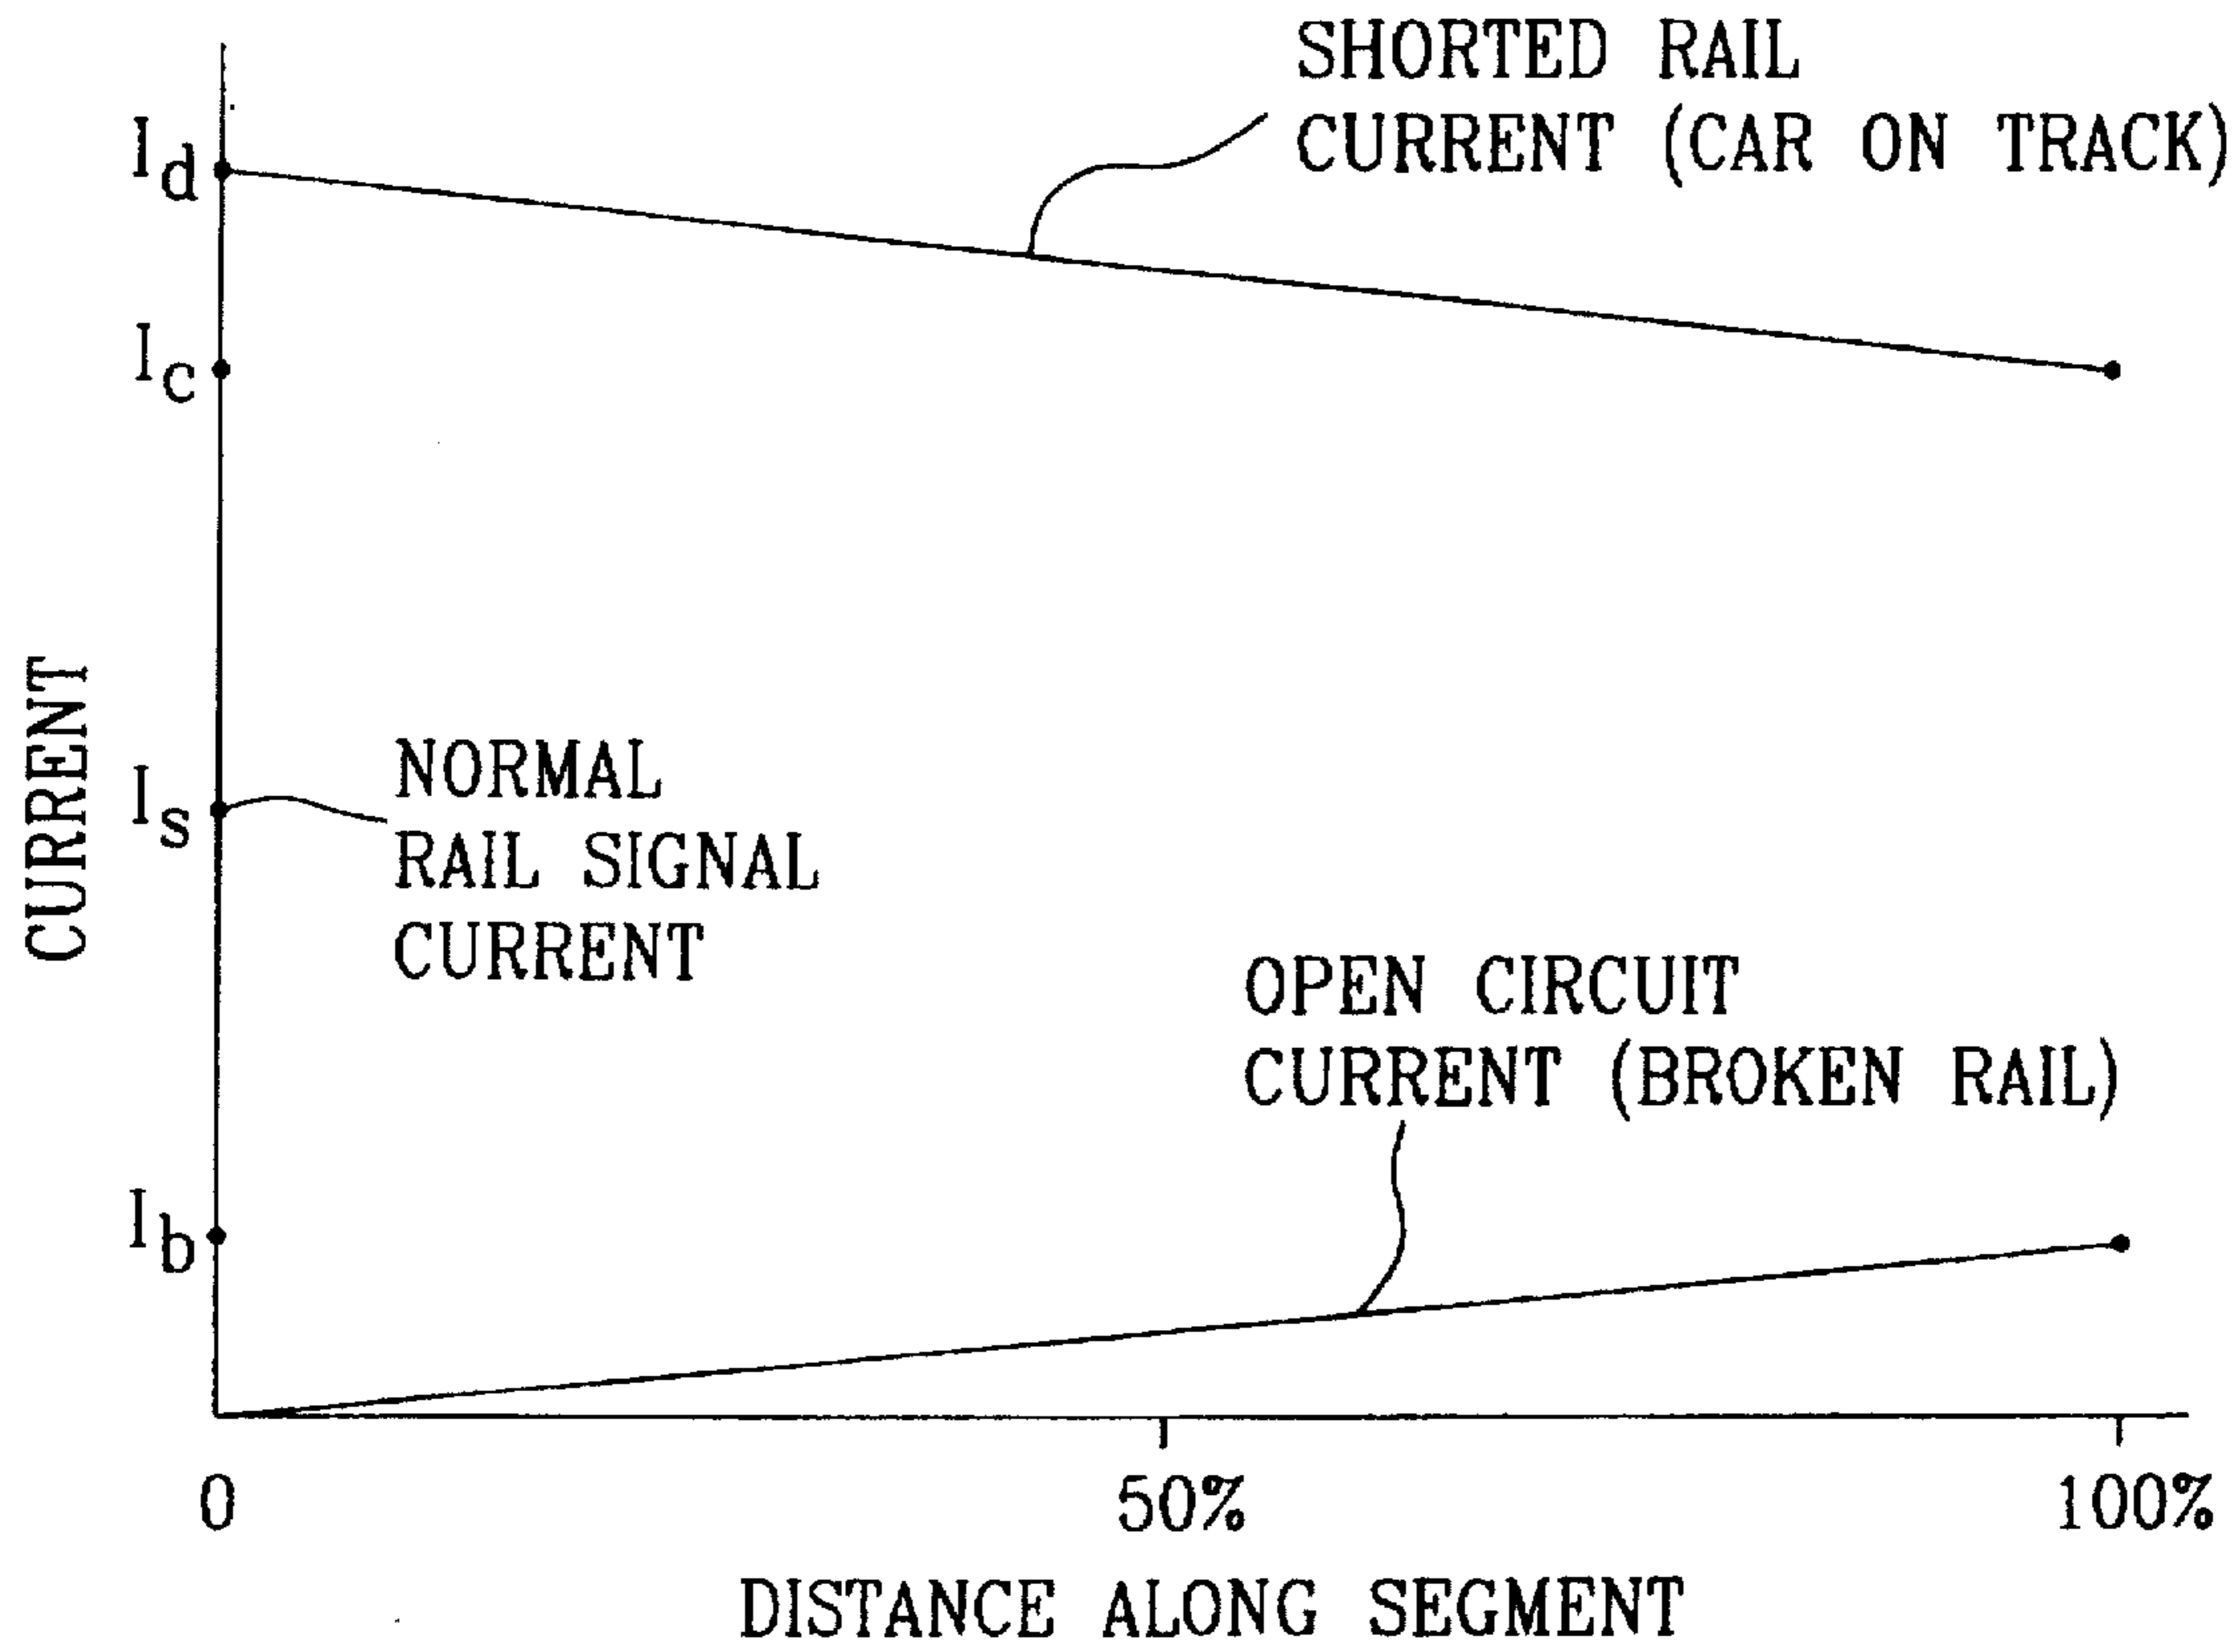 SHORTED RAIL
CURRENT (CAR ON TRACK)
Id
Ic
CURRENT
Is
NORMAL
RAIL SIGNAL
CURRENT
OPEN CIRCUIT
CURRENT (BROKEN RAIL)
Ib
0
50%
100%
DISTANCE ALONG SEGMENT